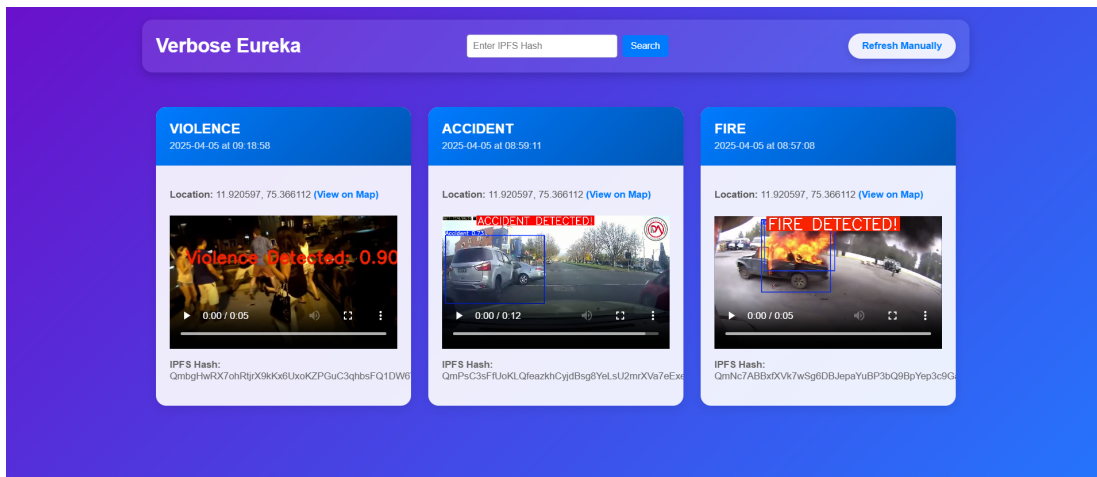 Verbose Eureka
Enter IPFS Hash
Search
Refresh Manually
VIOLENCE
2025-04-05 at 09:18:58
Location: 11.920597, 75.366112 (View on Map)
Violence Detected: 0.90
0:00 / 0:05
IPFS Hash:
QmbgHwRX7ohRtjrX9kKx6UxoKZPGuC3qhbsFQ1DW6
ACCIDENT
2025-04-05 at 08:59:11
Location: 11.920597, 75.366112 (View on Map)
ACCIDENT DETECTED!
Accident 0.73
0:00 / 0:12
IPFS Hash:
QmPsC3sFfUoKLQfeazkhCyjdBsg8YeLsU2mrXVa7eExe
FIRE
2025-04-05 at 08:57:08
Location: 11.920597, 75.366112 (View on Map)
FIRE DETECTED!
0:00 / 0:05
IPFS Hash:
QmNc7ABBxfXVk7wSg6DBJepaYuBP3bQ9BpYep3c9G